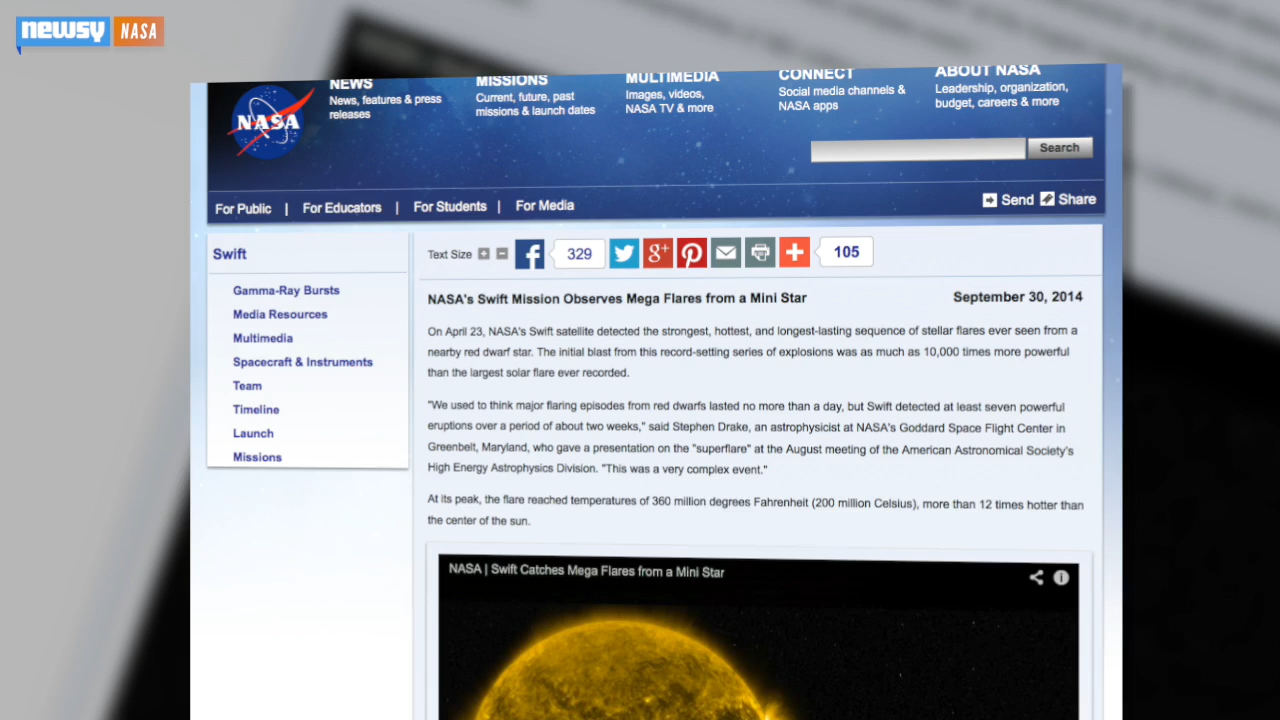 newsy NASA
NEWS
News, features & press
releases
MISSIONS
Current, future, past
missions & launch dates
MULTIMEDIA
Images, videos,
NASA TV & more
CONNECT
Social media channels &
NASA apps
ABOUT NASA
Leadership, organization,
budget, careers & more
NASA
Search
For Public | For Educators | For Students | For Media
Send Share
Swift
Gamma-Ray Bursts
Media Resources
Multimedia
Spacecraft & Instruments
Team
Timeline
Launch
Missions
Text Size 329 105
NASA's Swift Mission Observes Mega Flares from a Mini Star
September 30, 2014
On April 23, NASA's Swift satellite detected the strongest, hottest, and longest-lasting sequence of stellar flares ever seen from a
nearby red dwarf star. The initial blast from this record-setting series of explosions was as much as 10,000 times more powerful
than the largest solar flare ever recorded.
"We used to think major flaring episodes from red dwarfs lasted no more than a day, but Swift detected at least seven powerful
eruptions over a period of about two weeks," said Stephen Drake, an astrophysicist at NASA's Goddard Space Flight Center in
Greenbelt, Maryland, who gave a presentation on the "superflare" at the August meeting of the American Astronomical Society's
High Energy Astrophysics Division. "This was a very complex event."
At its peak, the flare reached temperatures of 360 million degrees Fahrenheit (200 million Celsius), more than 12 times hotter than
the center of the sun.
NASA | Swift Catches Mega Flares from a Mini Star